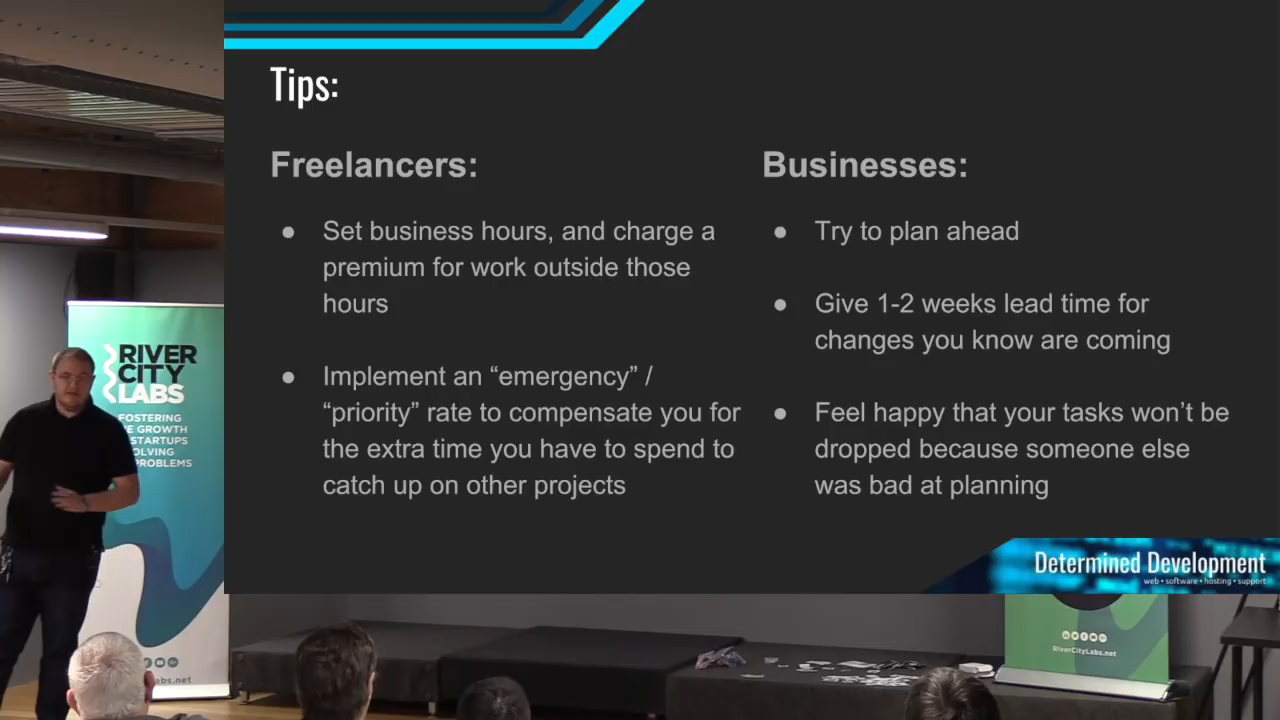 Tips:
Freelancers:
Set business hours, and charge a
premium for work outside those
hours
Implement an “emergency” /
“priority” rate to compensate you for
the extra time you have to spend to
catch up on other projects
Businesses:
Try to plan ahead
Give 1-2 weeks lead time for
changes you know are coming
Feel happy that your tasks won’t be
dropped because someone else
was bad at planning
Determined Development
web • software • hosting • support
RIVER
CITY
LABS
FOSTERING
GROWTH
STARTUPS
PROBLEMS
RiverCityLabs.net